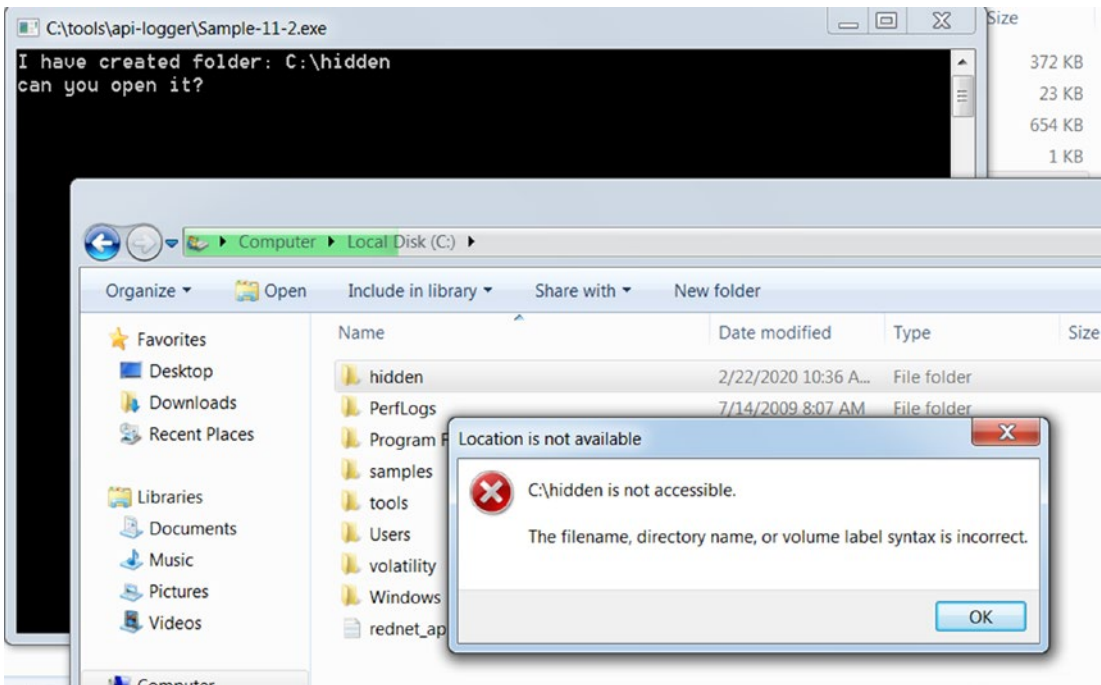 C:\tools\api-logger\Sample-11-2.exe
Size
I have created folder: C:\hidden
can you open it?
372 KB
23 KB
654 KB
1 KB
Computer Local Disk (C:)
Organize Open Include in library Share with New folder
Favorites
Desktop
Downloads
Recent Places
Libraries
Documents
Music
Pictures
Videos
Computer
Name Date modified Type Size
hidden 2/22/2020 10:36 A... File folder
PerfLogs 7/14/2009 8:07 AM File folder
Program F
samples
tools
Users
volatility
Windows
rednet_ap
Location is not available
C:\hidden is not accessible.
The filename, directory name, or volume label syntax is incorrect.
OK